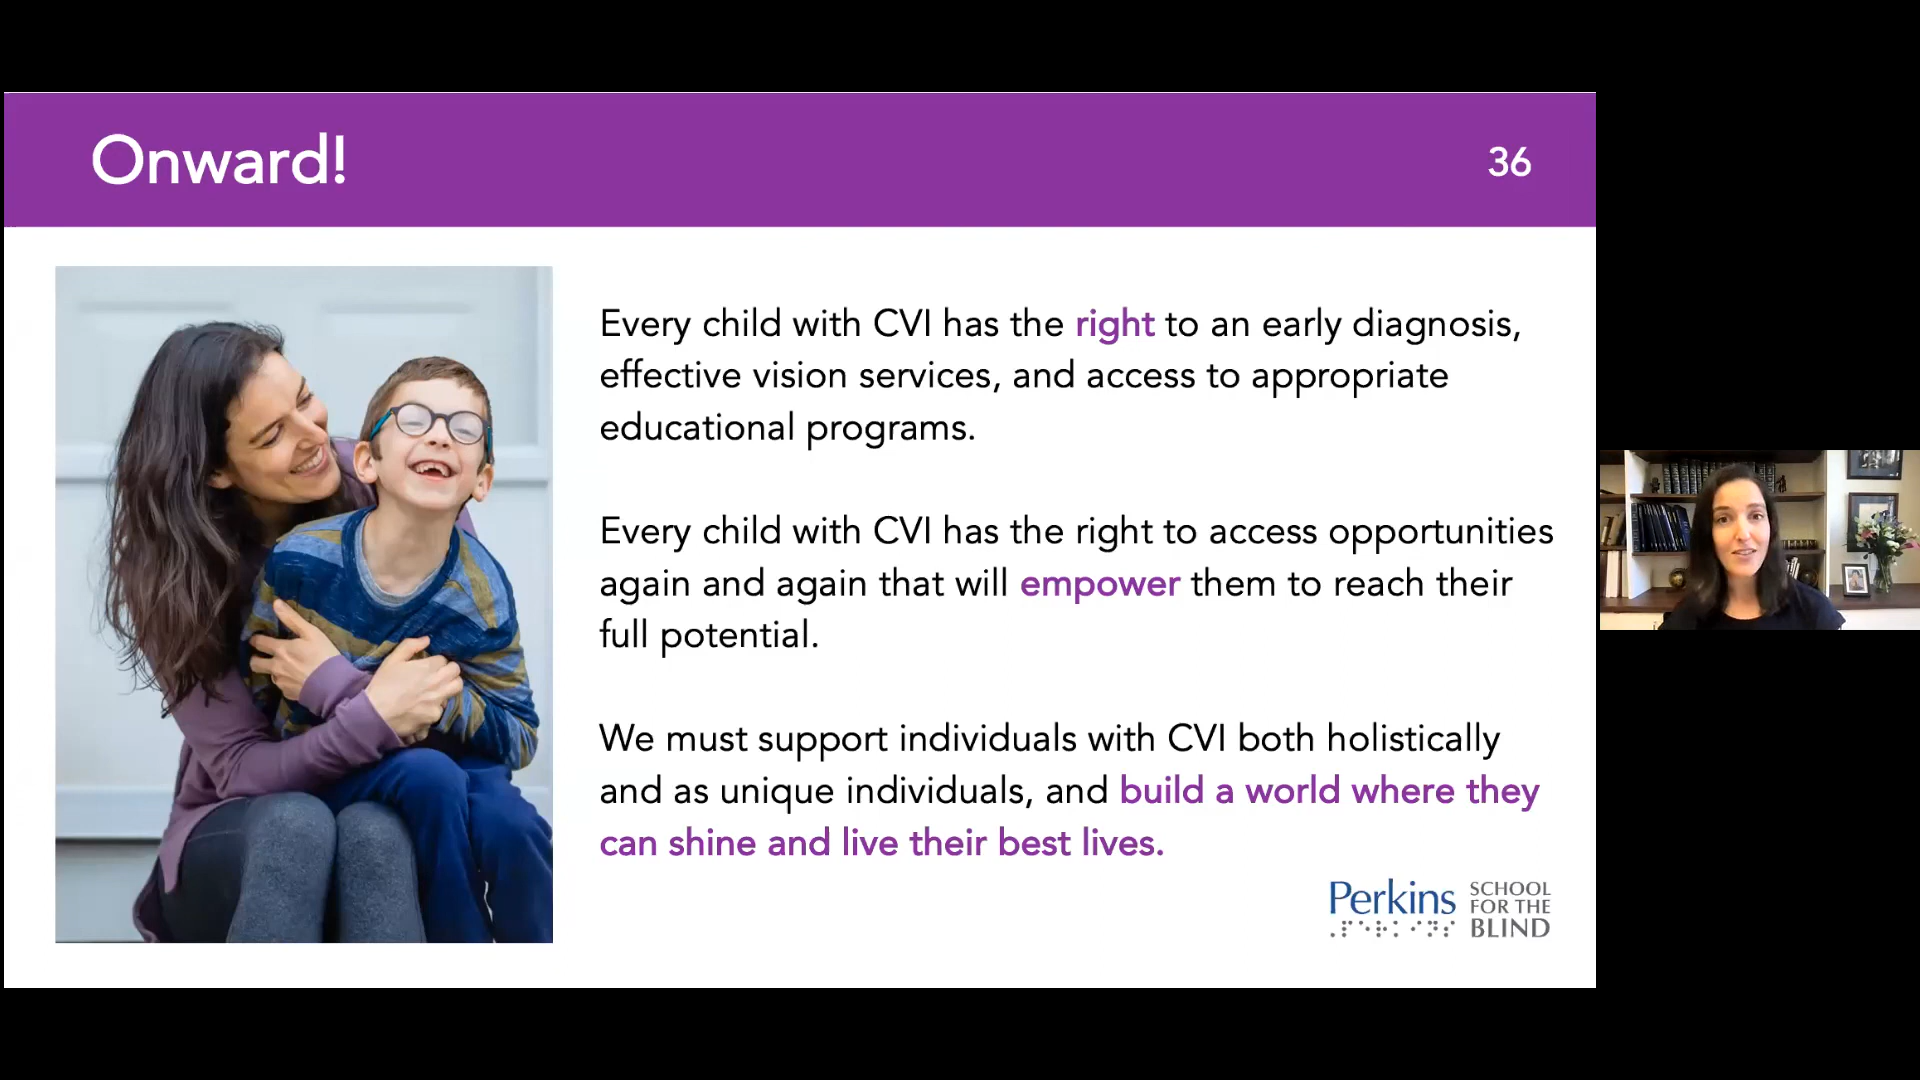 Onward!
36
Every child with CVI has the right to an early diagnosis,
effective vision services, and access to appropriate
educational programs.
Every child with CVI has the right to access opportunities
again and again that will empower them to reach their
full potential.
We must support individuals with CVI both holistically
and as unique individuals, and build a world where they
can shine and live their best lives.
Perkins
SCHOOL
FOR THE
BLIND
⠠⠏⠑⠗⠅⠊⠝⠎